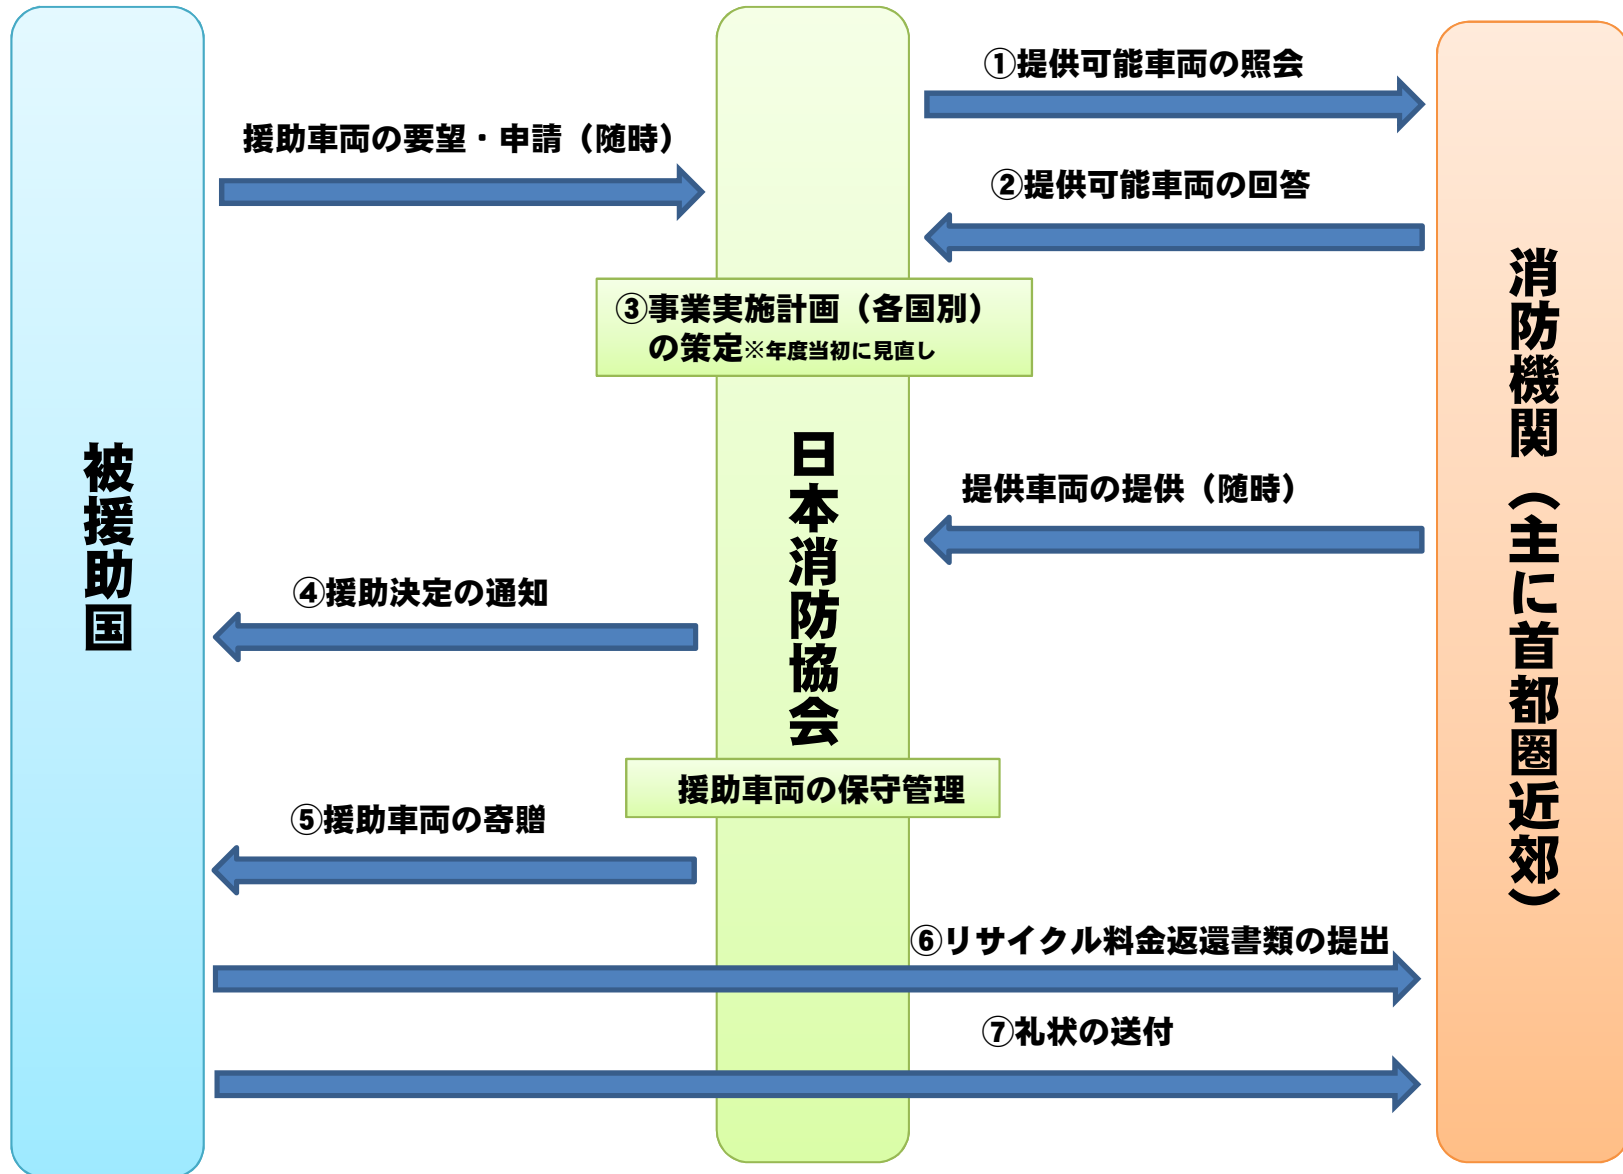 ①提供可能車両の照会
援助車両の要望・申請（随時）
②提供可能車両の回答
③事業実施計画（各国別）
の策定※年度当初に見直し
被援助国
日本消防協会
消防機関（主に首都圏近郊）
提供車両の提供（随時）
④援助決定の通知
援助車両の保守管理
⑤援助車両の寄贈
⑥リサイクル料金返還書類の提出
⑦礼状の送付